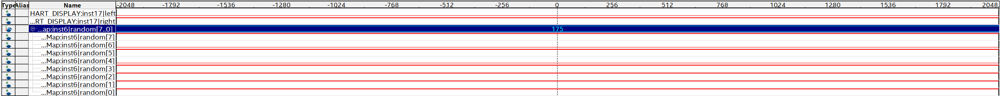 Type Alias Name -2048 -1792 -1536 -1280 -1024 -768 -512 -256 0 256 512 768 1024 1280 1536 1792 2048
HART_DISPLAY:inst17|left
...RT_DISPLAY:inst17|right
...ap:inst6|random[7..0] 175
...Map:inst6|random[7]
...Map:inst6|random[6]
...Map:inst6|random[5]
...Map:inst6|random[4]
...Map:inst6|random[3]
...Map:inst6|random[2]
...Map:inst6|random[1]
...Map:inst6|random[0]